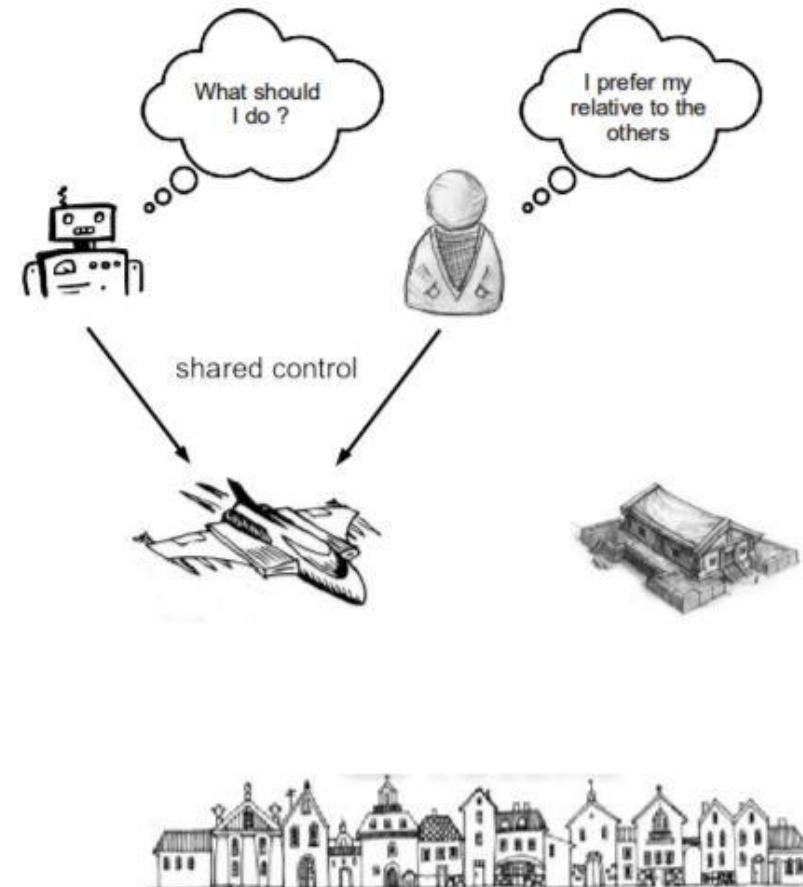 What should
I do ?
I prefer my
relative to the
others
shared control